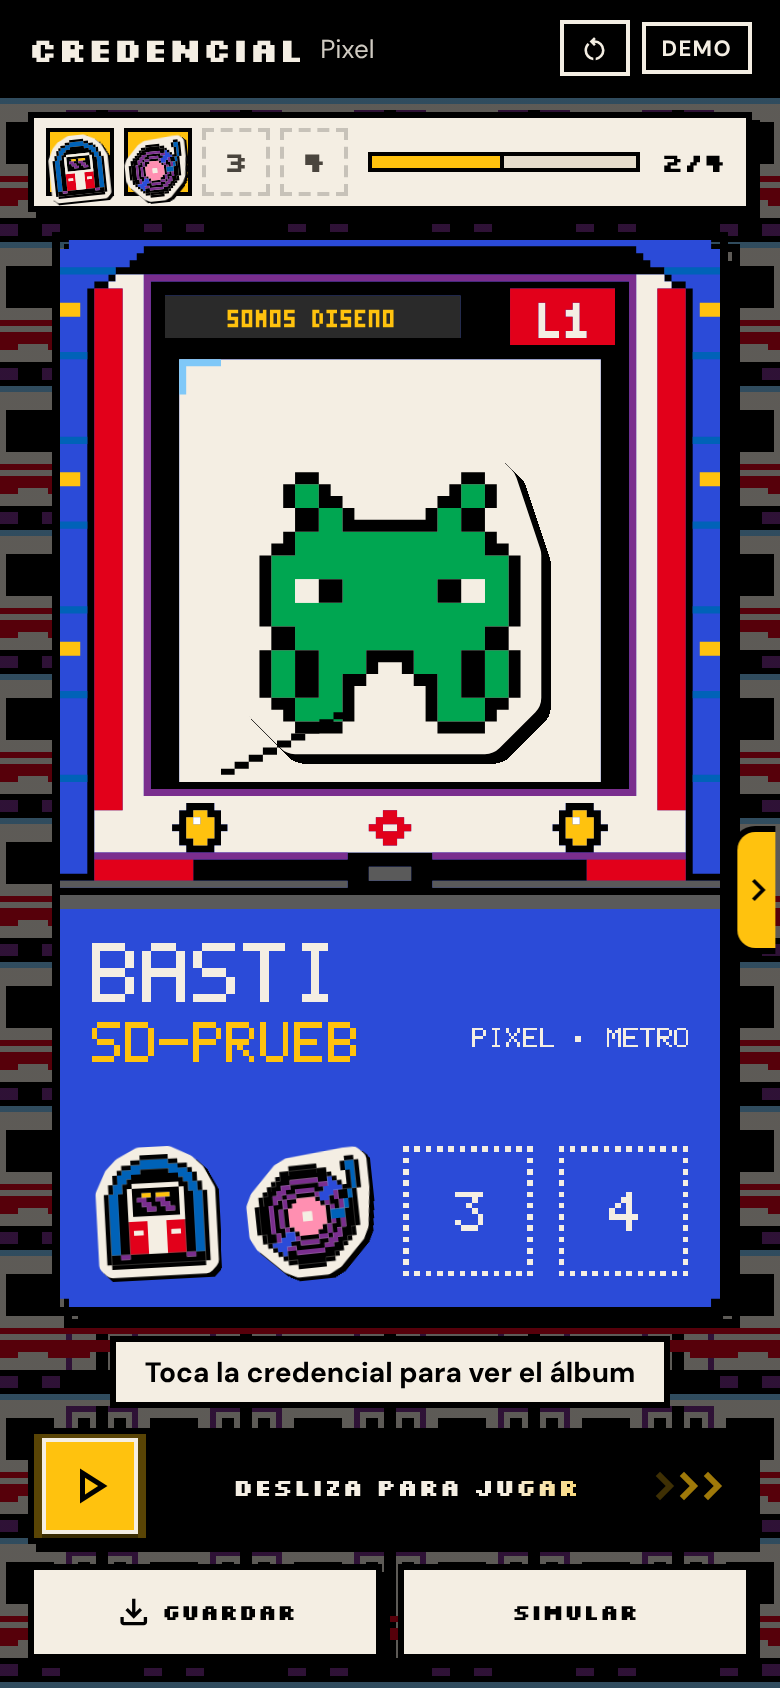 CREDENCIAL Pixel
DEMO
3 4 2/4
SOMOS DISENO
L1
BASTI
SD-PRUEB
PIXEL · METRO
3 4
Toca la credencial para ver el álbum
DESLIZA PARA JUGAR
GUARDAR
SIMULAR